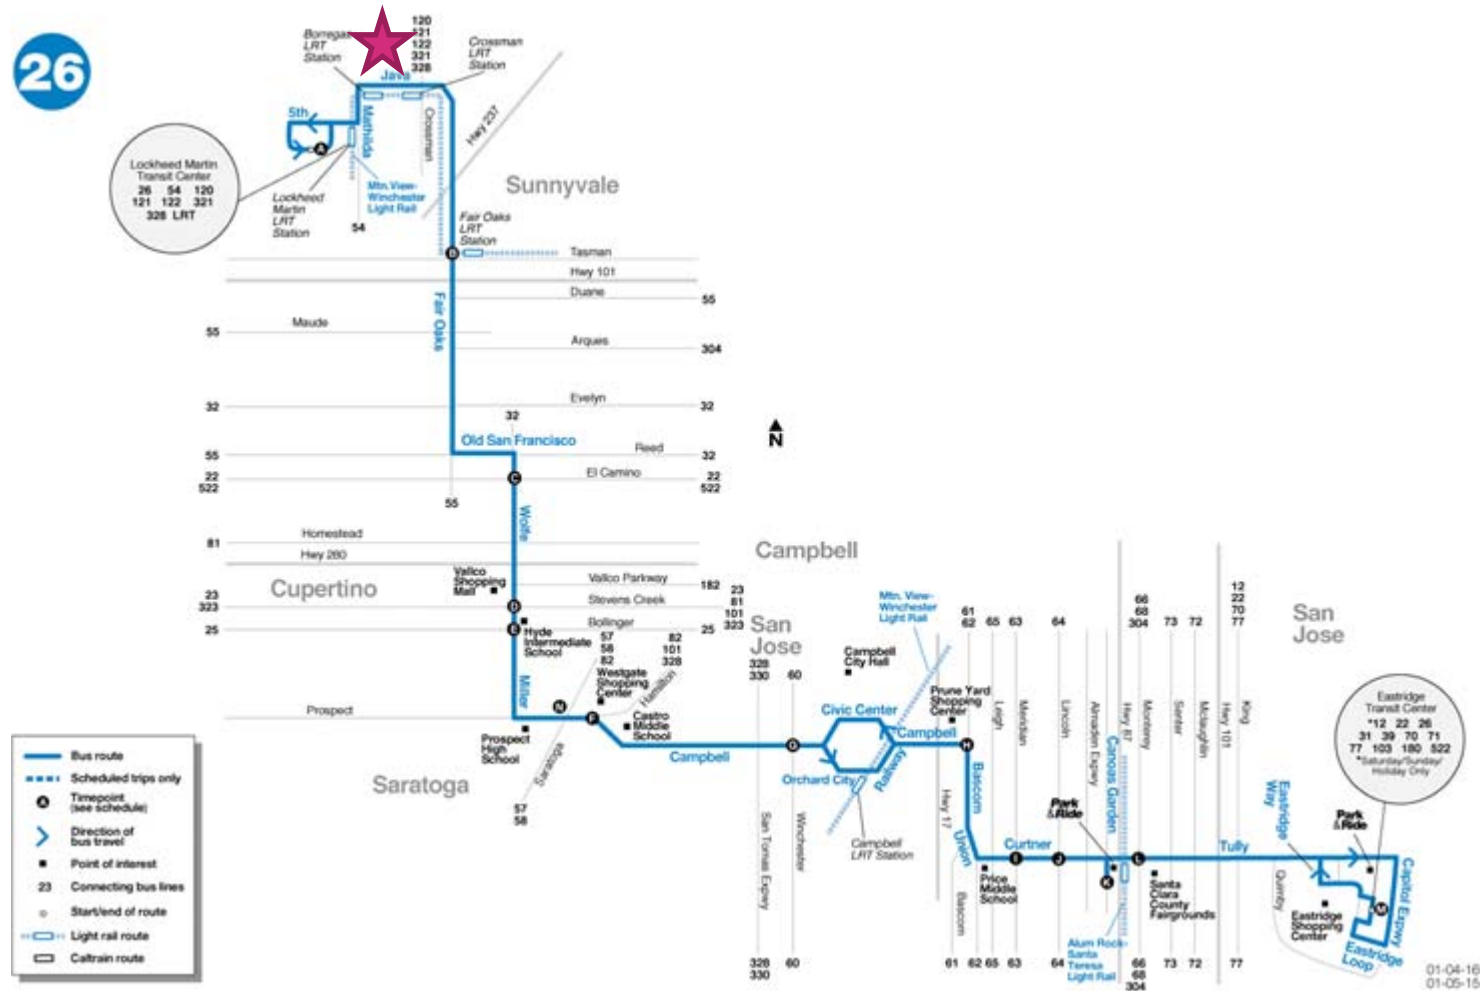 26
Borregas
LRT
Station
120
121
122
321
328
Crossman
LRT
Station
Java
5th
A
Mathilda
Crossman
Hwy 237
Lockheed Martin
Transit Center
26 54 120
121 122 321
328 LRT
Mtn. View-
Winchester
Light Rail
Lockheed
Martin
LRT
Station
54
Sunnyvale
Fair Oaks
LRT
Station
B
Tasman
Hwy 101
Duane
55
Fair Oaks
Maude
55
Arques
304
Evelyn
32
32
32
N
Old San Francisco
Reed
55
32
El Camino
22
522
22
522
C
55
Wolfe
Homestead
81
Hwy 280
Cupertino
Vallco
Shopping
Mall
Vallco Parkway
182
23
323
Stevens Creek
23
81
101
323
D
25
Bollinger
25
E
Hyde
Intermediate
School
57
58
82
82
101
328
Westgate
Shopping
Center
Hamilton
Miller
N
F
Prospect
Castro
Middle
School
Prospect
High
School
Saratoga
Saratoga
57
58
Campbell
Campbell
San
Jose
328
330
60
Campbell
City Hall
Mtn. View-
Winchester
Light Rail
Civic Center
G
Orchard City
Railway
Campbell
Prune Yard
Shopping
Center
H
Campbell
LRT Station
San Tomas Expwy
Winchester
328
330
60
Hwy 17
Bascom
Union
Bascom
61
62
65
63
64
66
68
304
73
72
12
22
70
77
Leigh
Meridian
Lincoln
Almaden Expwy
Hwy 87
Canoas Garden
Monterey
Senter
Mclaughlin
Hwy 101
King
San
Jose
Park
& Ride
Curtner
I
J
K
L
Tully
Price
Middle
School
Santa
Clara
County
Fairgrounds
Alum Rock-
Santa
Teresa
Light Rail
61
62
65
63
64
66
68
304
73
72
77
Eastridge
Transit Center
*12 22 26
31 39 70 71
77 103 180 522
*Saturday/Sunday/
Holiday Only
Eastridge
Way
Park
& Ride
Quimby
Eastridge
Shopping
Center
M
Capitol Expwy
Eastridge
Loop
Bus route
Scheduled trips only
A
Timepoint
(see schedule)
Direction of
bus travel
Point of interest
23
Connecting bus lines
Start/end of route
Light rail route
Caltrain route
01-04-16
01-05-15